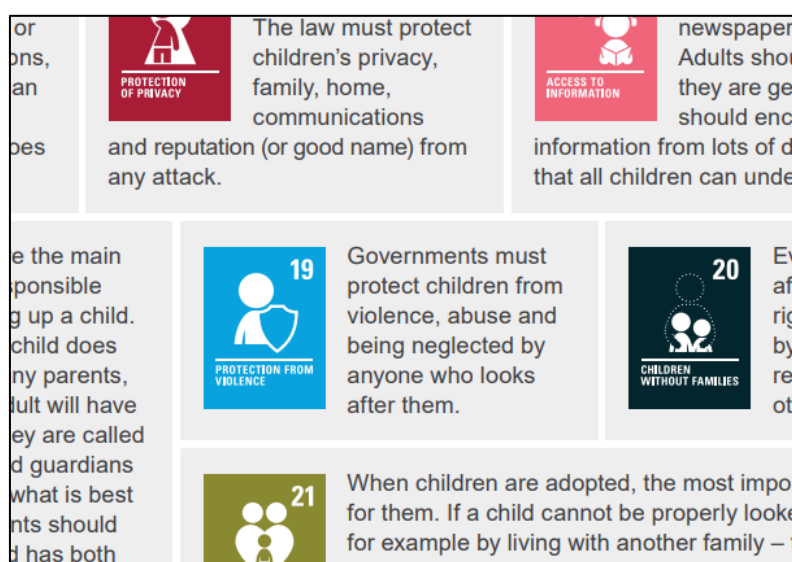 or
ons,
an
oes
PROTECTION
OF PRIVACY
The law must protect
children's privacy,
family, home,
communications
and reputation (or good name) from
any attack.
ACCESS TO
INFORMATION
newspaper
Adults shou
they are ge
should enc
information from lots of d
that all children can unde
e the main
sponsible
g up a child.
child does
ny parents,
dult will have
ey are called
d guardians
what is best
nts should
d has both
19
PROTECTION FROM
VIOLENCE
Governments must
protect children from
violence, abuse and
being neglected by
anyone who looks
after them.
20
CHILDREN
WITHOUT FAMILIES
Ev
af
rig
by
re
ot
21
When children are adopted, the most impo
for them. If a child cannot be properly looke
for example by living with another family –